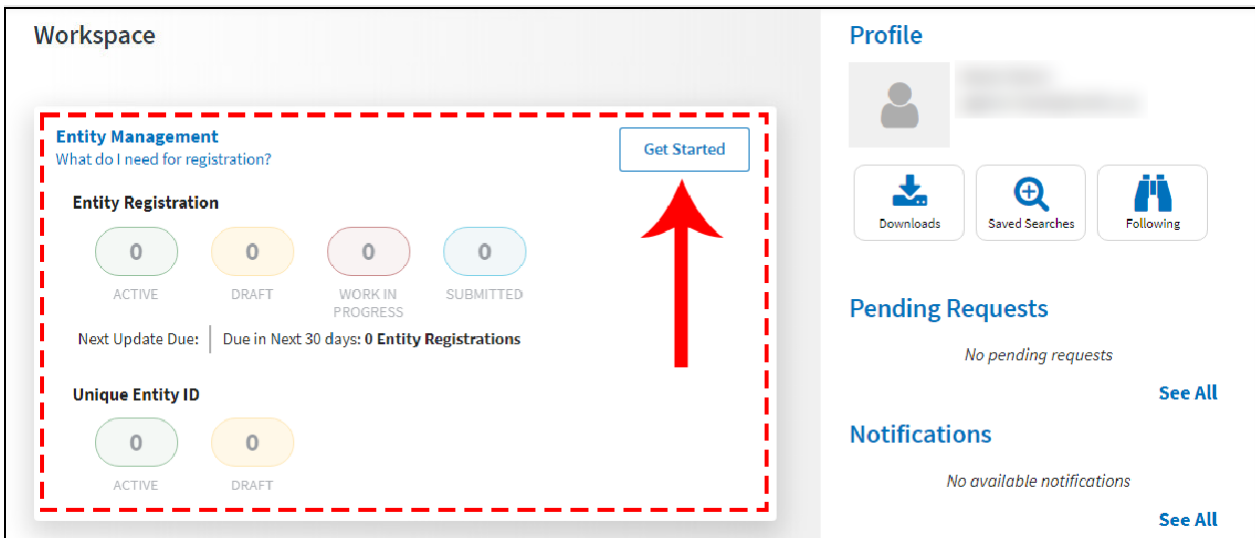 Workspace
Entity Management
What do I need for registration?
Get Started
Entity Registration
0 0 0 0
ACTIVE DRAFT WORK IN PROGRESS SUBMITTED
Next Update Due: Due in Next 30 days: 0 Entity Registrations
Unique Entity ID
0 0
ACTIVE DRAFT
Profile
Downloads Saved Searches Following
Pending Requests
No pending requests
See All
Notifications
No available notifications
See All